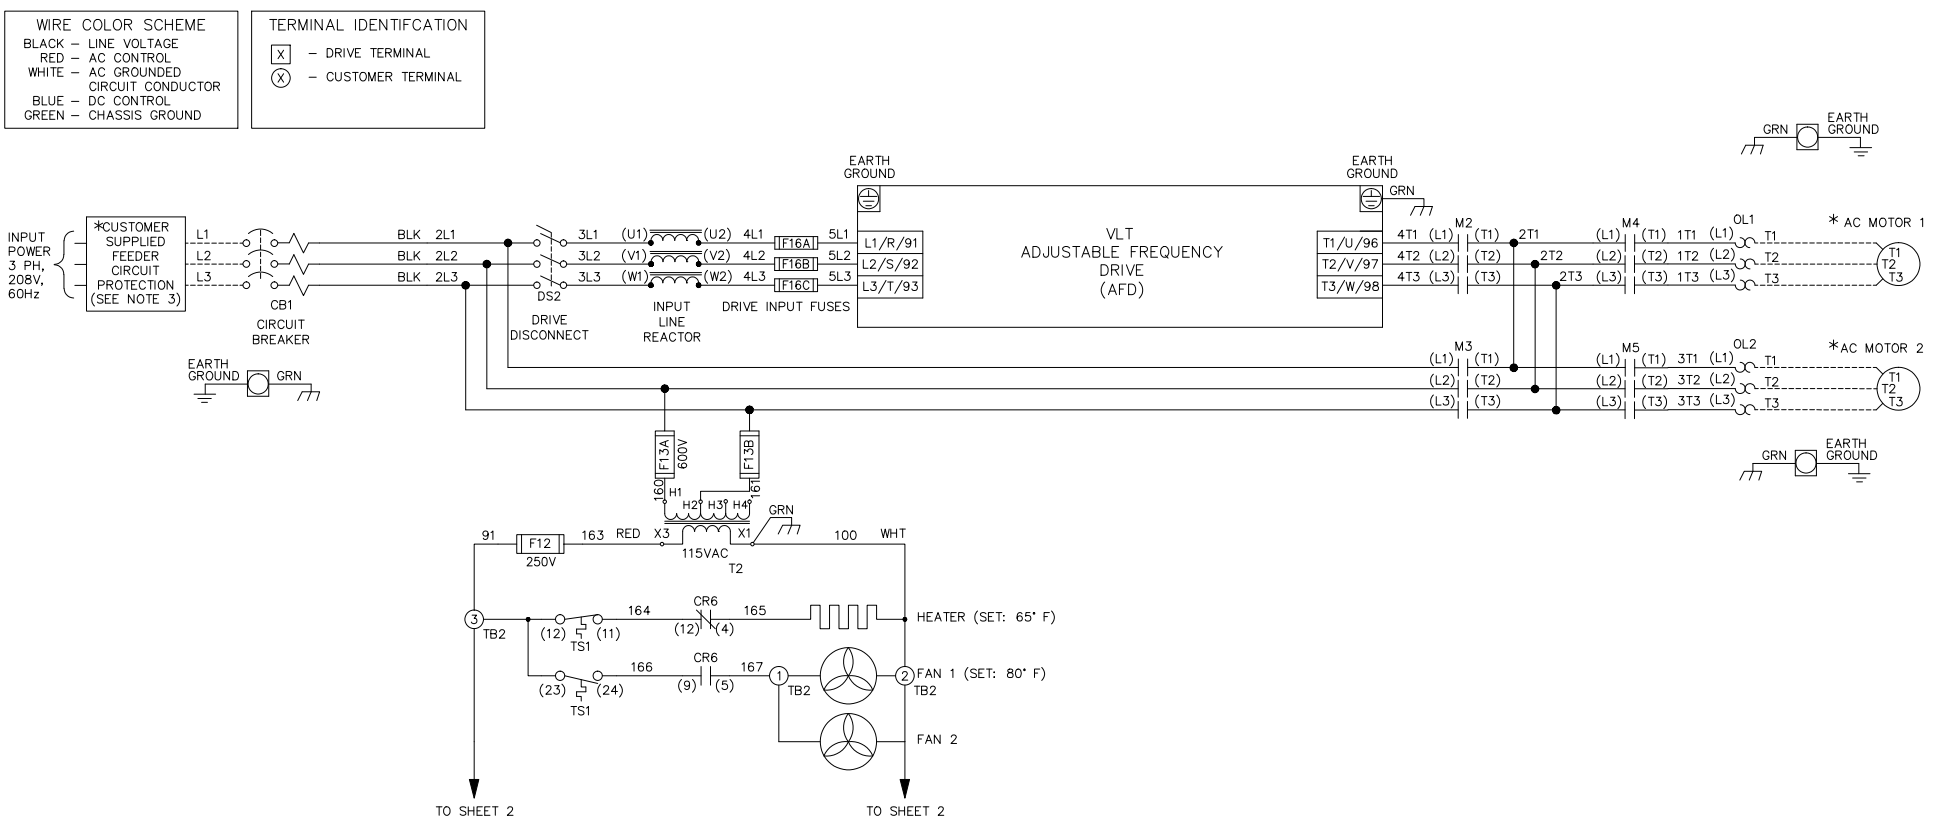 WIRE COLOR SCHEME
BLACK – LINE VOLTAGE
RED – AC CONTROL
WHITE – AC GROUNDED
CIRCUIT CONDUCTOR
BLUE – DC CONTROL
GREEN – CHASSIS GROUND
TERMINAL IDENTIFCATION
X – DRIVE TERMINAL
X – CUSTOMER TERMINAL
INPUT
POWER
3 PH,
208V,
60Hz
*CUSTOMER
SUPPLIED
FEEDER
CIRCUIT
PROTECTION
(SEE NOTE 3)
L1
L2
L3
CB1
CIRCUIT
BREAKER
EARTH
GROUND
GRN
BLK 2L1
BLK 2L2
BLK 2L3
DS2
DRIVE
DISCONNECT
3L1 (U1) (U2) 4L1 F16A 5L1
3L2 (V1) (V2) 4L2 F16B 5L2
3L3 (W1) (W2) 4L3 F16C 5L3
INPUT
LINE
REACTOR
DRIVE INPUT FUSES
EARTH
GROUND
L1/R/91
L2/S/92
L3/T/93
VLT
ADJUSTABLE FREQUENCY
DRIVE
(AFD)
EARTH
GROUND
GRN
T1/U/96
T2/V/97
T3/W/98
M2
4T1 (L1) (T1) 2T1
4T2 (L2) (T2) 2T2
4T3 (L3) (T3) 2T3
M4
(L1) (T1) 1T1 (L1)
(L2) (T2) 1T2 (L2)
(L3) (T3) 1T3 (L3)
OL1
T1
T2
T3
* AC MOTOR 1
T1
T2
T3
GRN
EARTH
GROUND
M3
(L1) (T1)
(L2) (T2)
(L3) (T3)
M5
(L1) (T1) 3T1 (L1)
(L2) (T2) 3T2 (L2)
(L3) (T3) 3T3 (L3)
OL2
T1
T2
T3
*AC MOTOR 2
T1
T2
T3
GRN
EARTH
GROUND
F13A
600V
F13B
160
161
H1
H2 H3 H4
GRN
91 F12 163 RED X3 X1 100 WHT
250V
115VAC
T2
3
TB2
(12) (11)
TS1
164
CR6
(12) (4)
165
HEATER (SET: 65° F)
(23) (24)
TS1
166
CR6
(9) (5)
167
1
TB2
2
TB2
FAN 1 (SET: 80° F)
FAN 2
TO SHEET 2
TO SHEET 2